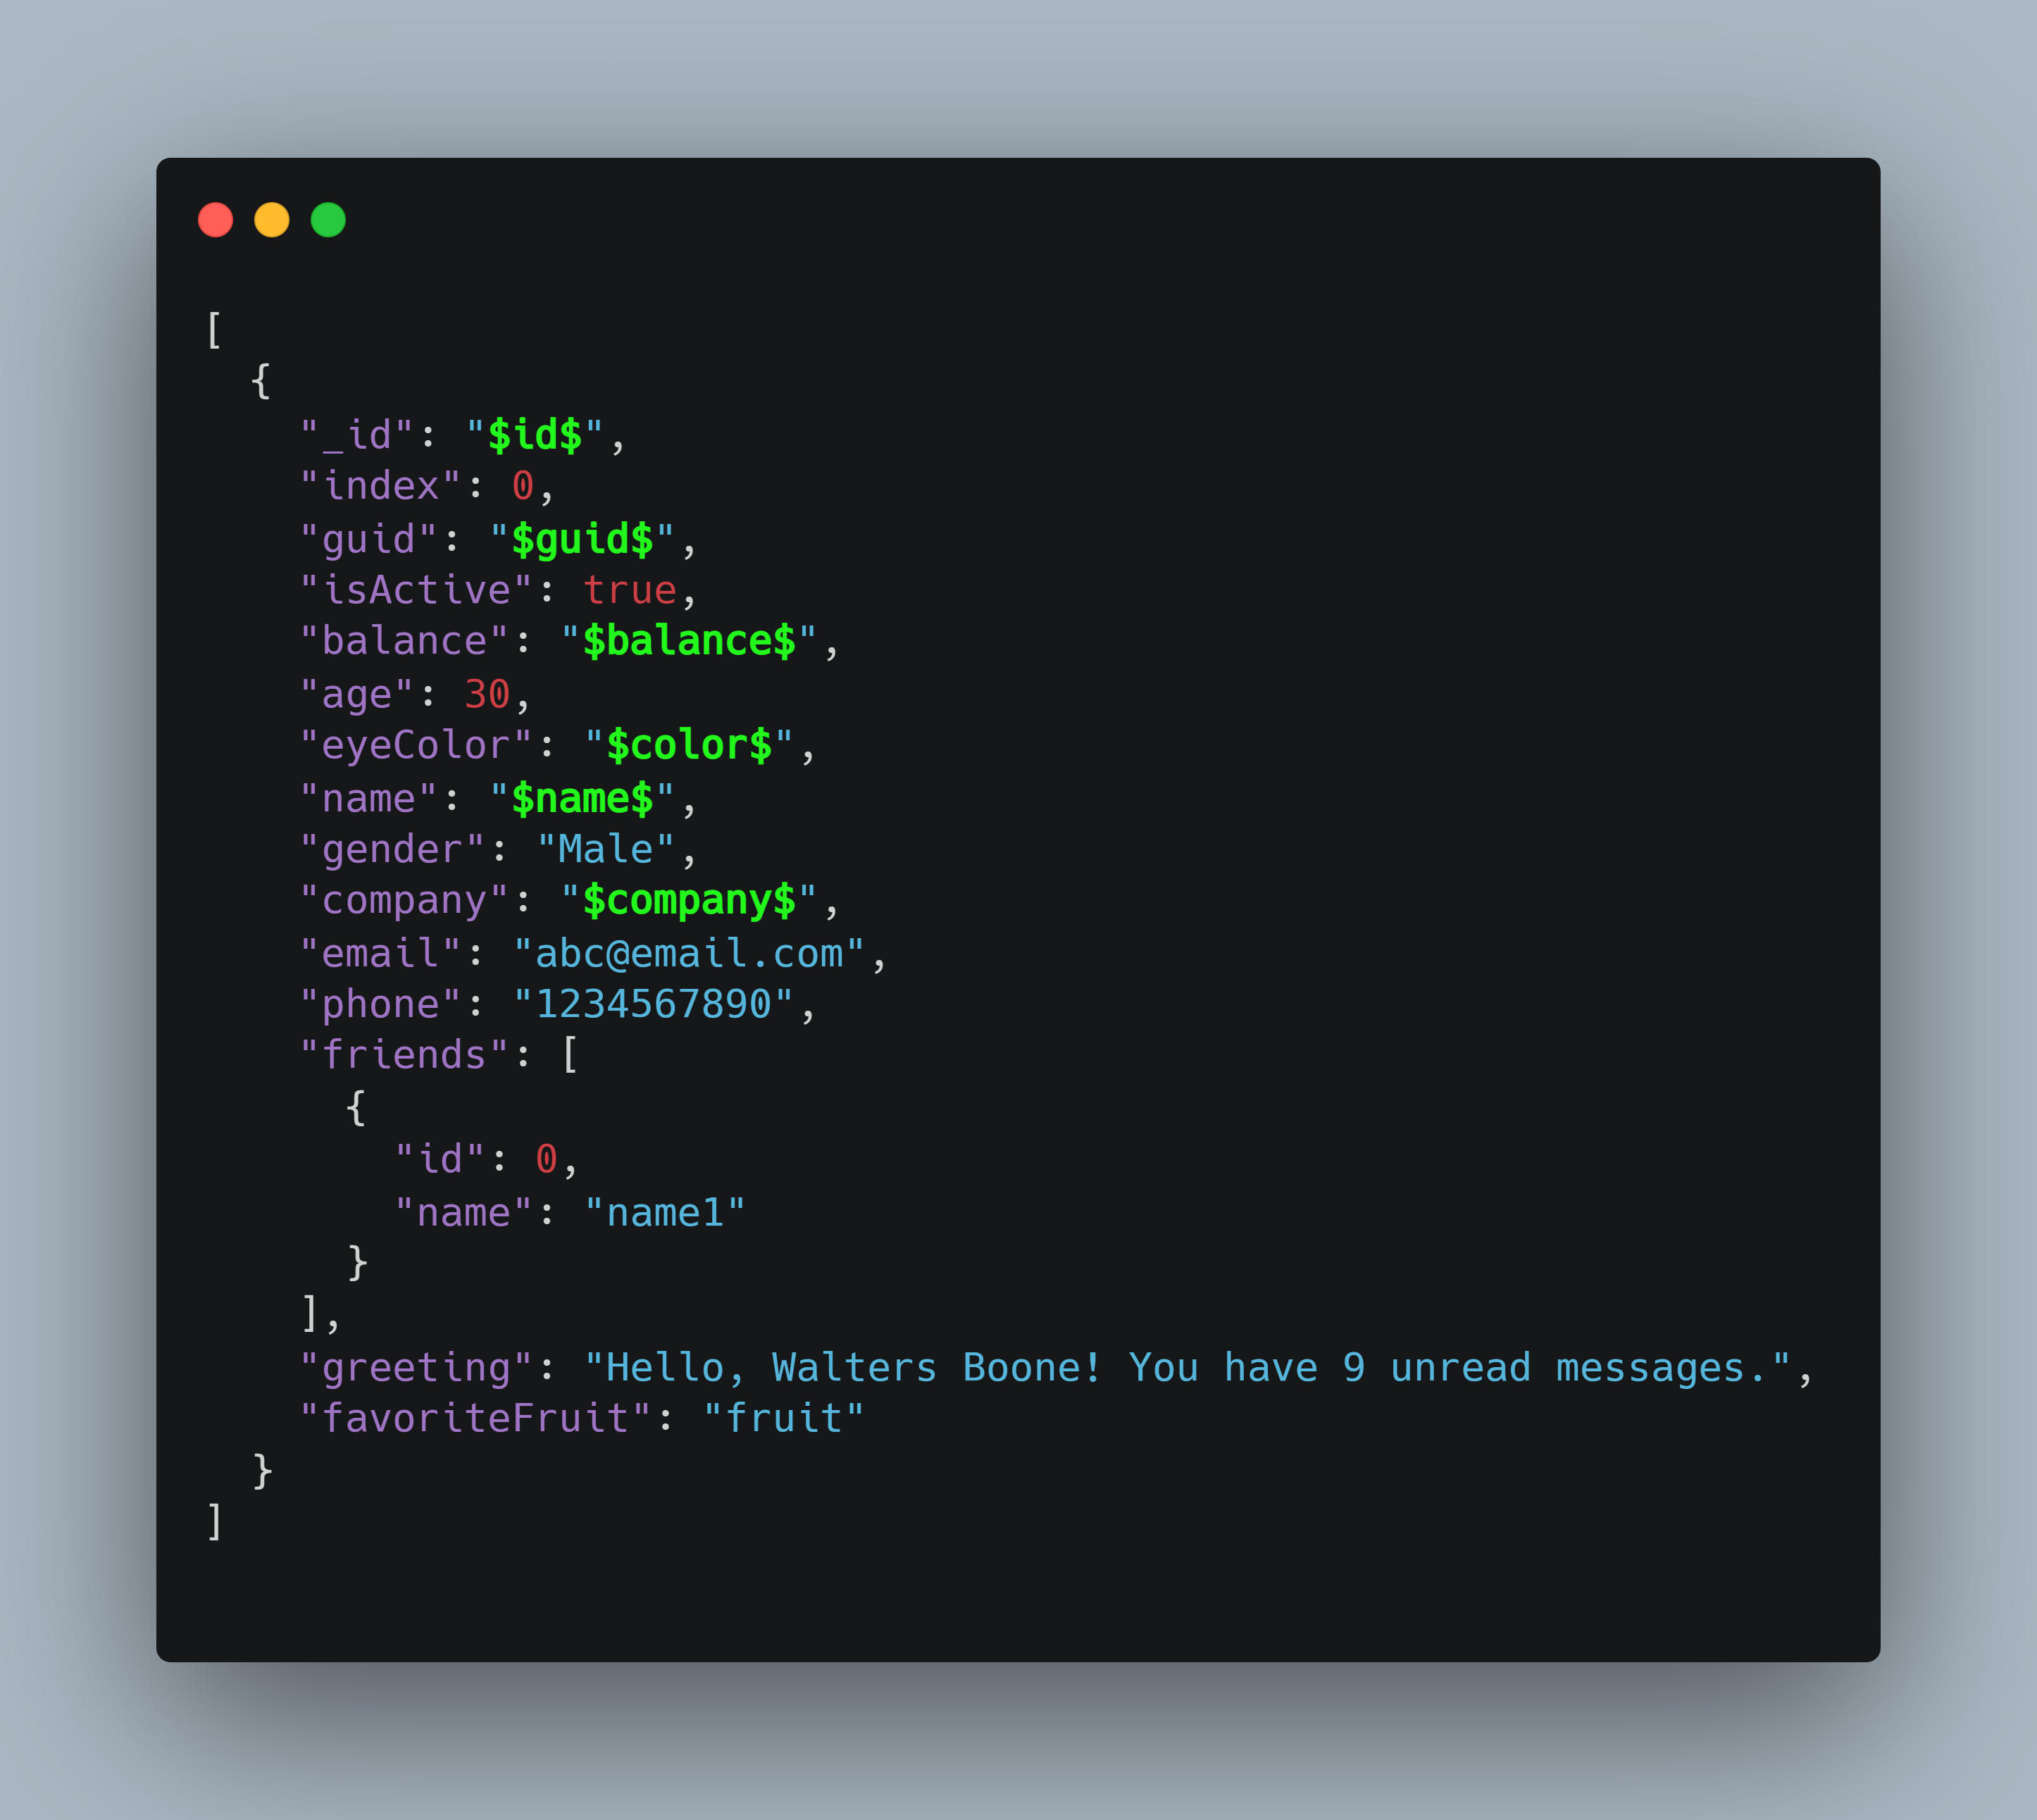 [
  {
    "_id": "$id$",
    "index": 0,
    "guid": "$guid$",
    "isActive": true,
    "balance": "$balance$",
    "age": 30,
    "eyeColor": "$color$",
    "name": "$name$",
    "gender": "Male",
    "company": "$company$",
    "email": "abc@email.com",
    "phone": "1234567890",
    "friends": [
      {
        "id": 0,
        "name": "name1"
      }
    ],
    "greeting": "Hello, Walters Boone! You have 9 unread messages.",
    "favoriteFruit": "fruit"
  }
]